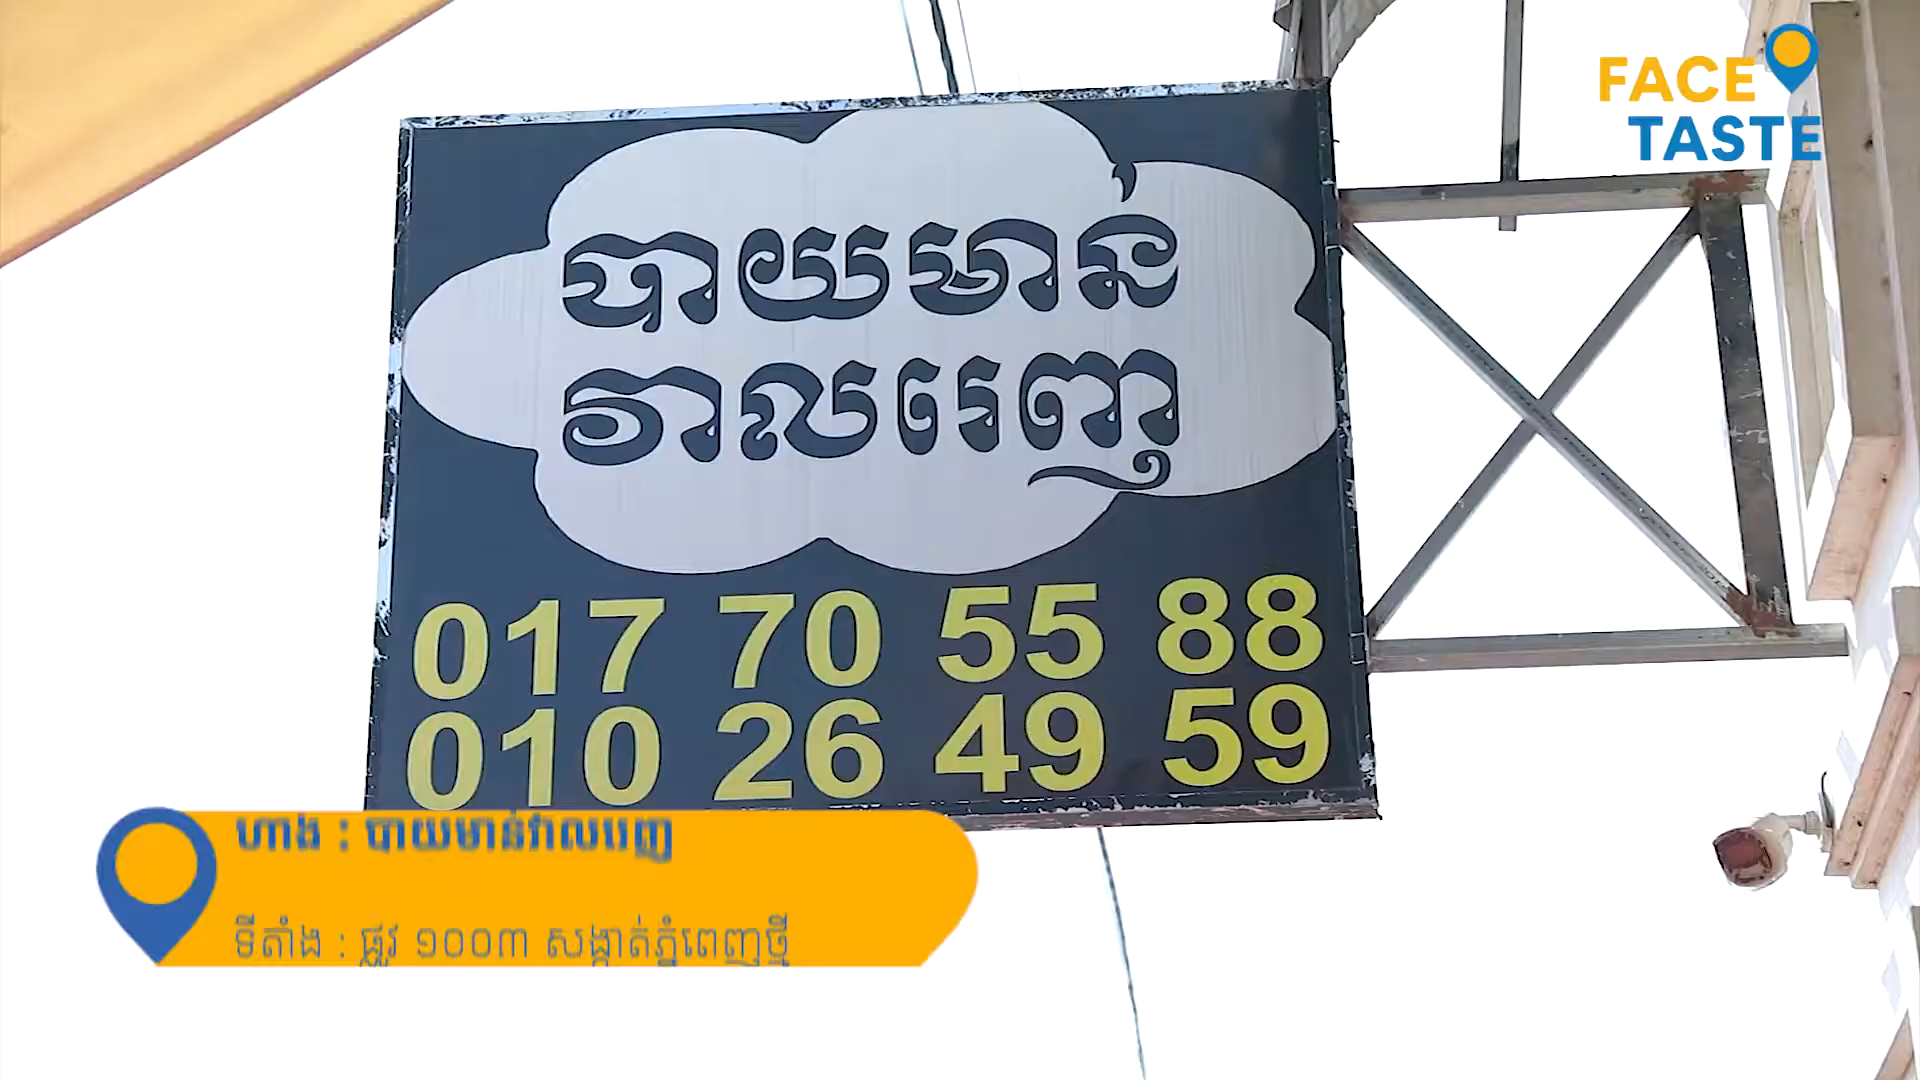 FACE
TASTE
បាយមាន់
វាលរេញ
017 70 55 88
010 26 49 59
ហាង : បាយមាន់វាលរេញ
ទីតាំង : ផ្លូវ ១០០៣ សង្កាត់ភ្នំពេញថ្មី